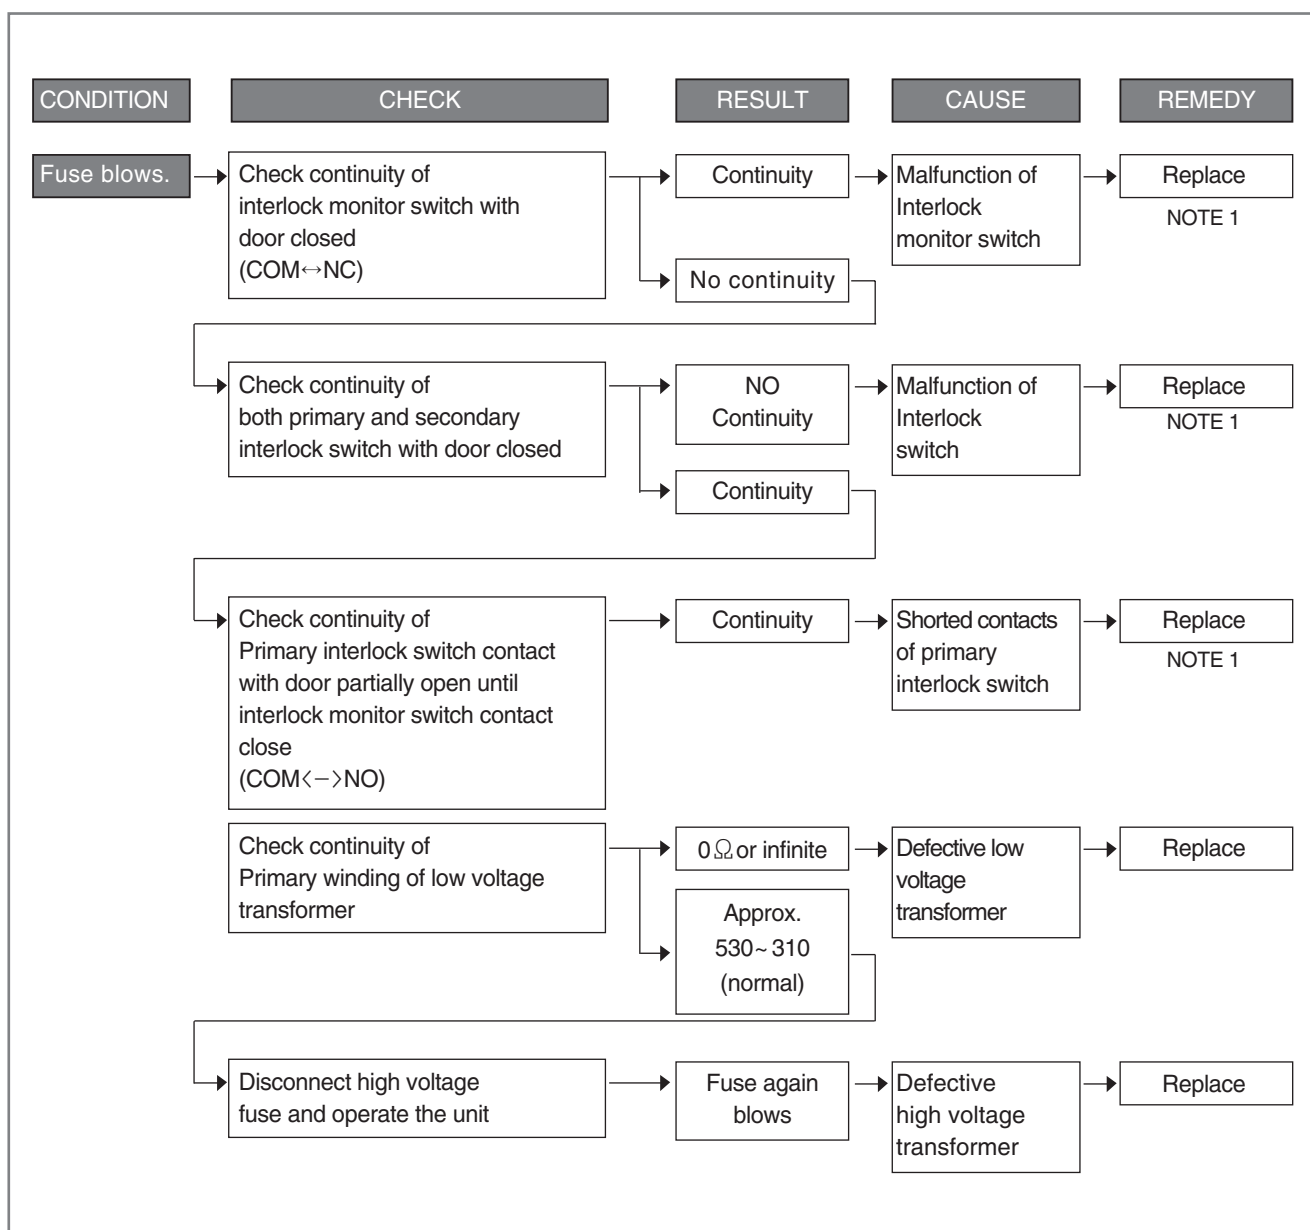 CONDITION
CHECK
RESULT
CAUSE
REMEDY
Fuse blows.
Check continuity of
interlock monitor switch with
door closed
(COM↔NC)
Continuity
Malfunction of
Interlock
monitor switch
Replace
NOTE 1
No continuity
Check continuity of
both primary and secondary
interlock switch with door closed
NO
Continuity
Malfunction of
Interlock
switch
Replace
NOTE 1
Continuity
Check continuity of
Primary interlock switch contact
with door partially open until
interlock monitor switch contact
close
(COM<−>NO)
Continuity
Shorted contacts
of primary
interlock switch
Replace
NOTE 1
Check continuity of
Primary winding of low voltage
transformer
0 Ω or infinite
Defective low
voltage
transformer
Replace
Approx.
530~310
(normal)
Disconnect high voltage
fuse and operate the unit
Fuse again
blows
Defective
high voltage
transformer
Replace